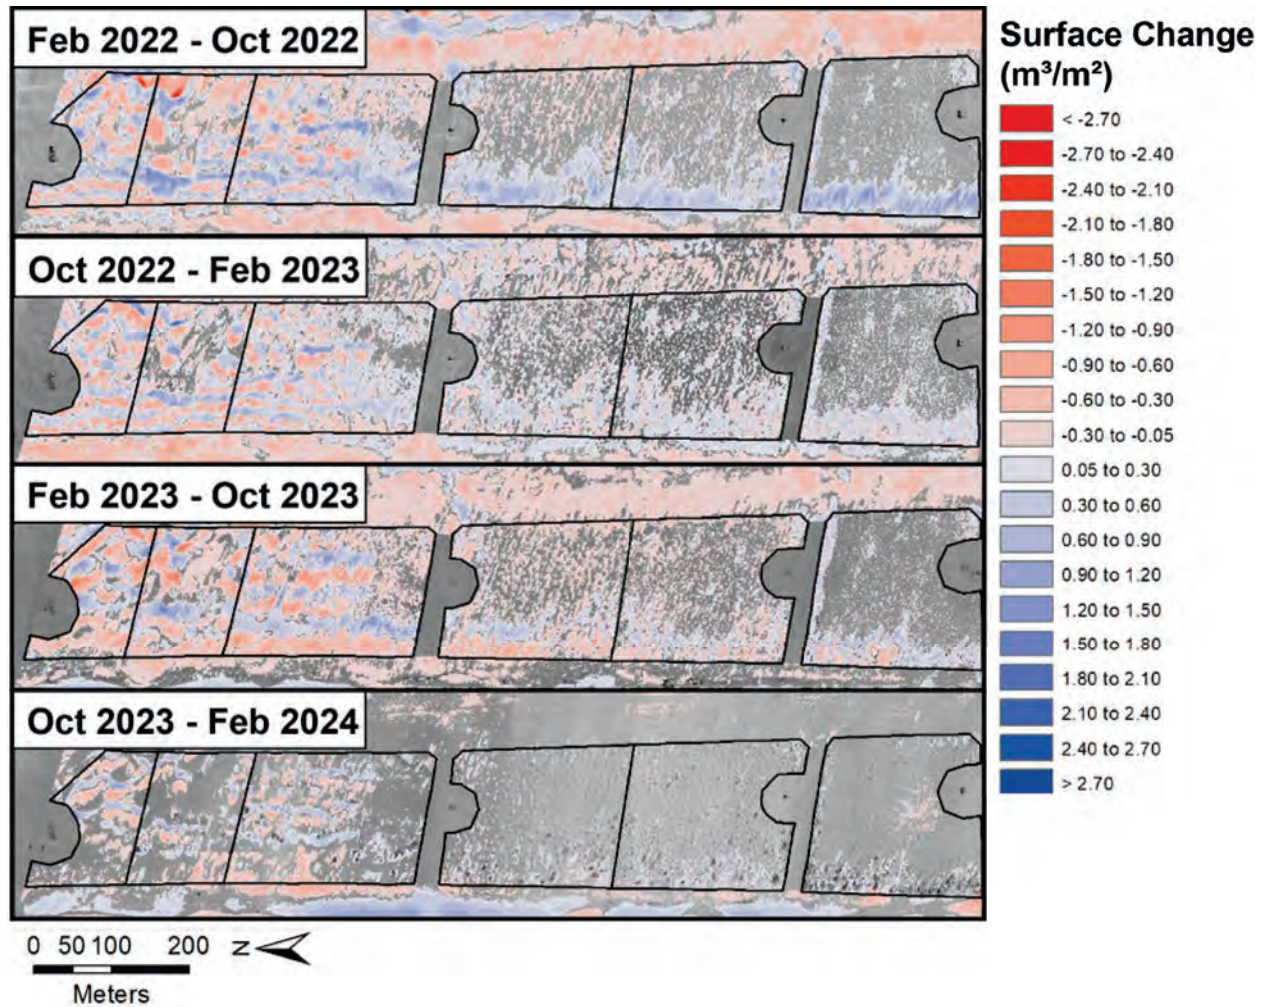 Feb 2022 - Oct 2022
Oct 2022 - Feb 2023
Feb 2023 - Oct 2023
Oct 2023 - Feb 2024
Surface Change
(m³/m²)
< -2.70
-2.70 to -2.40
-2.40 to -2.10
-2.10 to -1.80
-1.80 to -1.50
-1.50 to -1.20
-1.20 to -0.90
-0.90 to -0.60
-0.60 to -0.30
-0.30 to -0.05
0.05 to 0.30
0.30 to 0.60
0.60 to 0.90
0.90 to 1.20
1.20 to 1.50
1.50 to 1.80
1.80 to 2.10
2.10 to 2.40
2.40 to 2.70
> 2.70
0 50 100 200
Meters
N